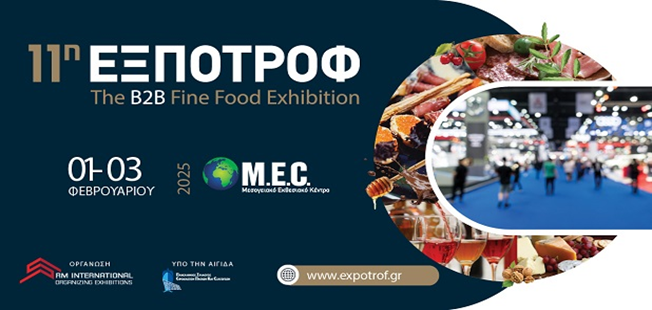 11η ΕΞΠΟΤΡΟΦ
The B2B Fine Food Exhibition
01-03
ΦΕΒΡΟΥΑΡΙΟΥ
2025
M.E.C.
Μεσογειακό Εκθεσιακό Κέντρο
ΟΡΓΑΝΩΣΗ
RM INTERNATIONAL
ORGANIZING EXHIBITIONS
ΥΠΟ ΤΗΝ ΑΙΓΙΔΑ
www.expotrof.gr